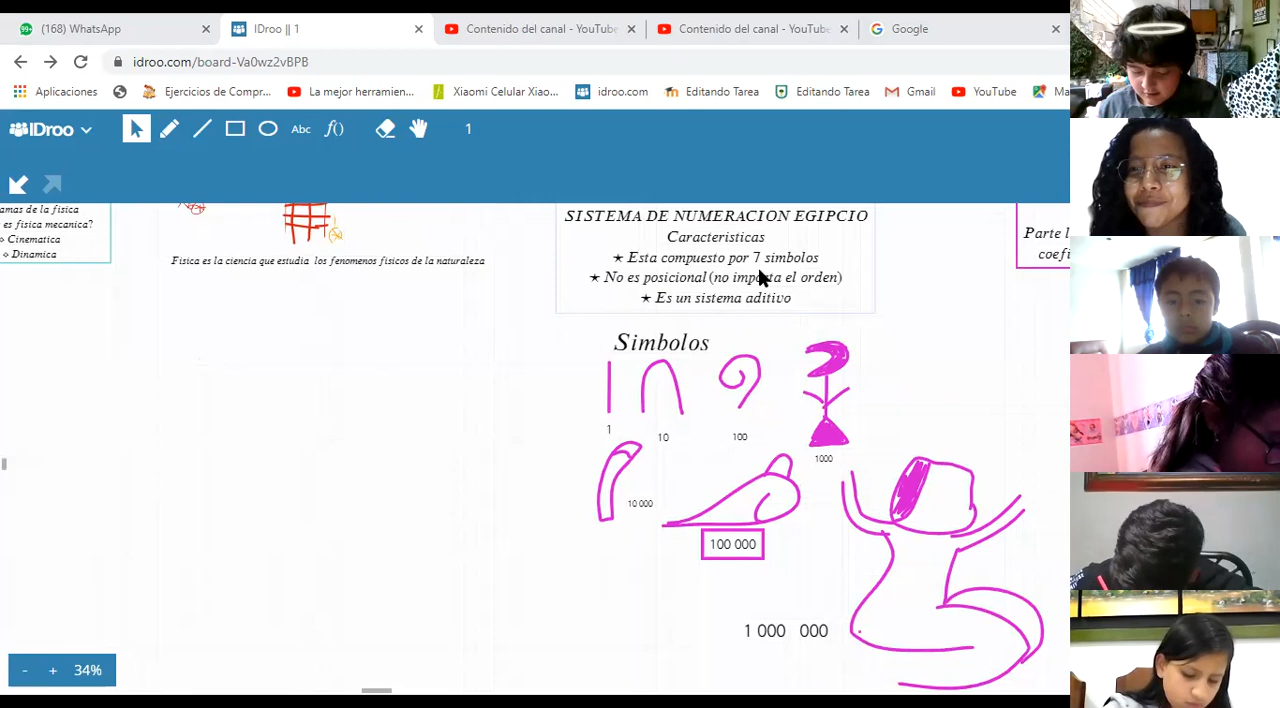 (168) WhatsApp
IDroo || 1
Contenido del canal - YouTube
Contenido del canal - YouTube
Google
idroo.com/board-Va0wz2vBPB
Aplicaciones
Ejercicios de Compr...
La mejor herramien...
Xiaomi Celular Xiao...
idroo.com
Editando Tarea
Editando Tarea
Gmail
YouTube
Ma
IDroo
Abc
f()
1
amas de la fisica
es fisica mecanica?
Cinematica
Dinamica
Fisica es la ciencia que estudia los fenomenos fisicos de la naturaleza
SISTEMA DE NUMERACION EGIPCIO
Caracteristicas
★ Esta compuesto por 7 simbolos
★ No es posicional (no importa el orden)
★ Es un sistema aditivo
Parte l
coefi
Simbolos
1
10
100
1000
10 000
100 000
1 000 000
- + 34%